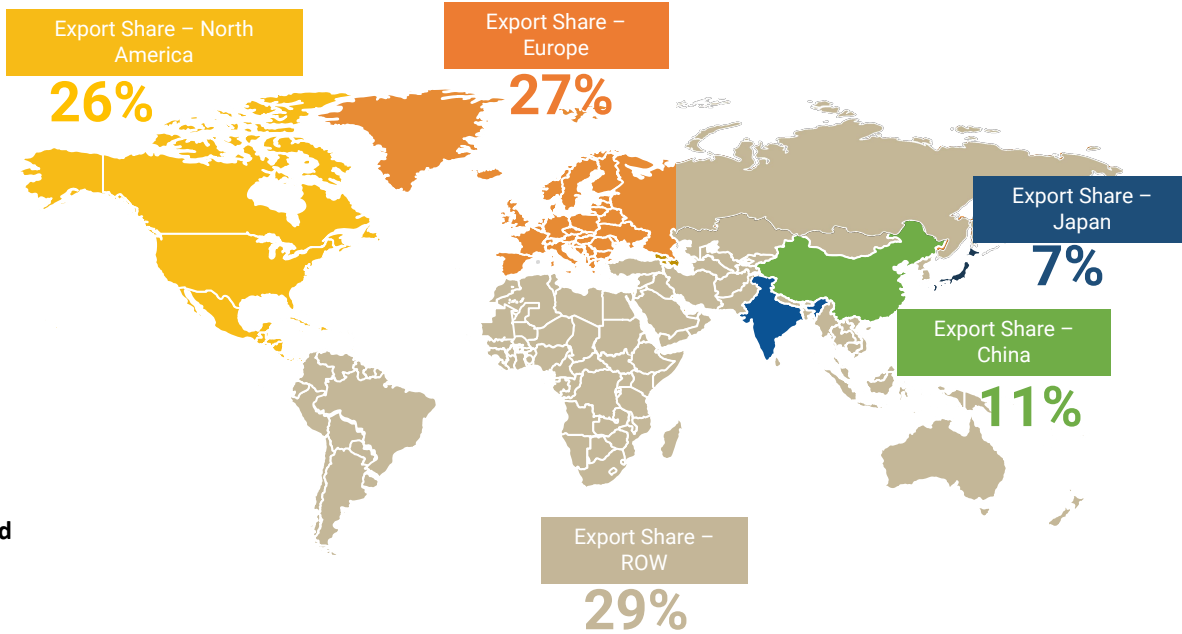 Export Share – North
America
26%
Export Share –
Europe
27%
Export Share –
Japan
7%
Export Share –
China
11%
d
Export Share –
ROW
29%